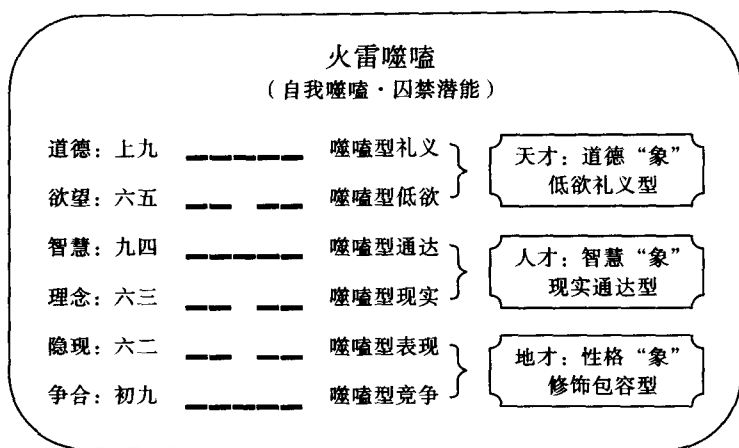 火雷噬嗑
（自我噬嗑·囚禁潜能）
道德：上九 噬嗑型礼义
欲望：六五 噬嗑型低欲
天才：道德“象”
低欲礼义型
智慧：九四 噬嗑型通达
理念：六三 噬嗑型现实
人才：智慧“象”
现实通达型
隐现：六二 噬嗑型表现
争合：初九 噬嗑型竞争
地才：性格“象”
修饰包容型